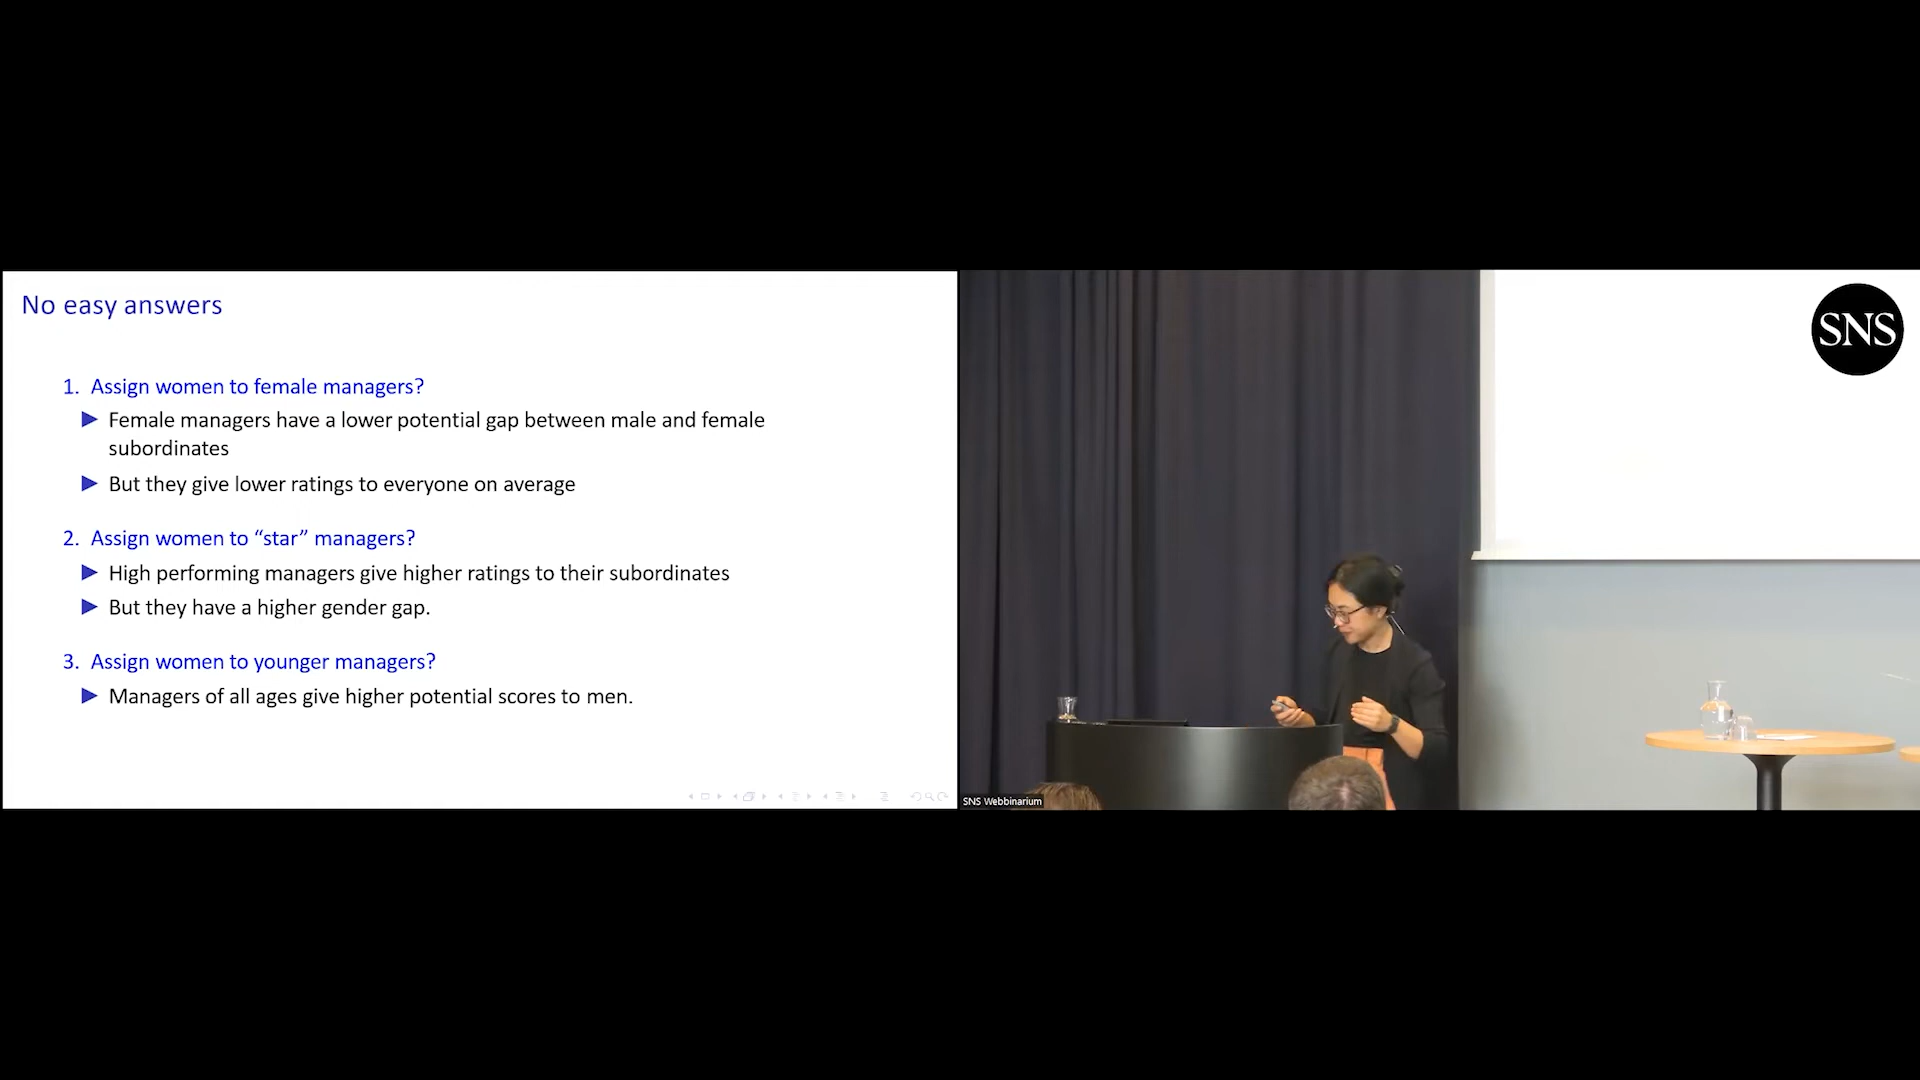 No easy answers
1. Assign women to female managers?
▶ Female managers have a lower potential gap between male and female
subordinates
▶ But they give lower ratings to everyone on average
2. Assign women to “star” managers?
▶ High performing managers give higher ratings to their subordinates
▶ But they have a higher gender gap.
3. Assign women to younger managers?
▶ Managers of all ages give higher potential scores to men.
SNS
SNS Webbinarium